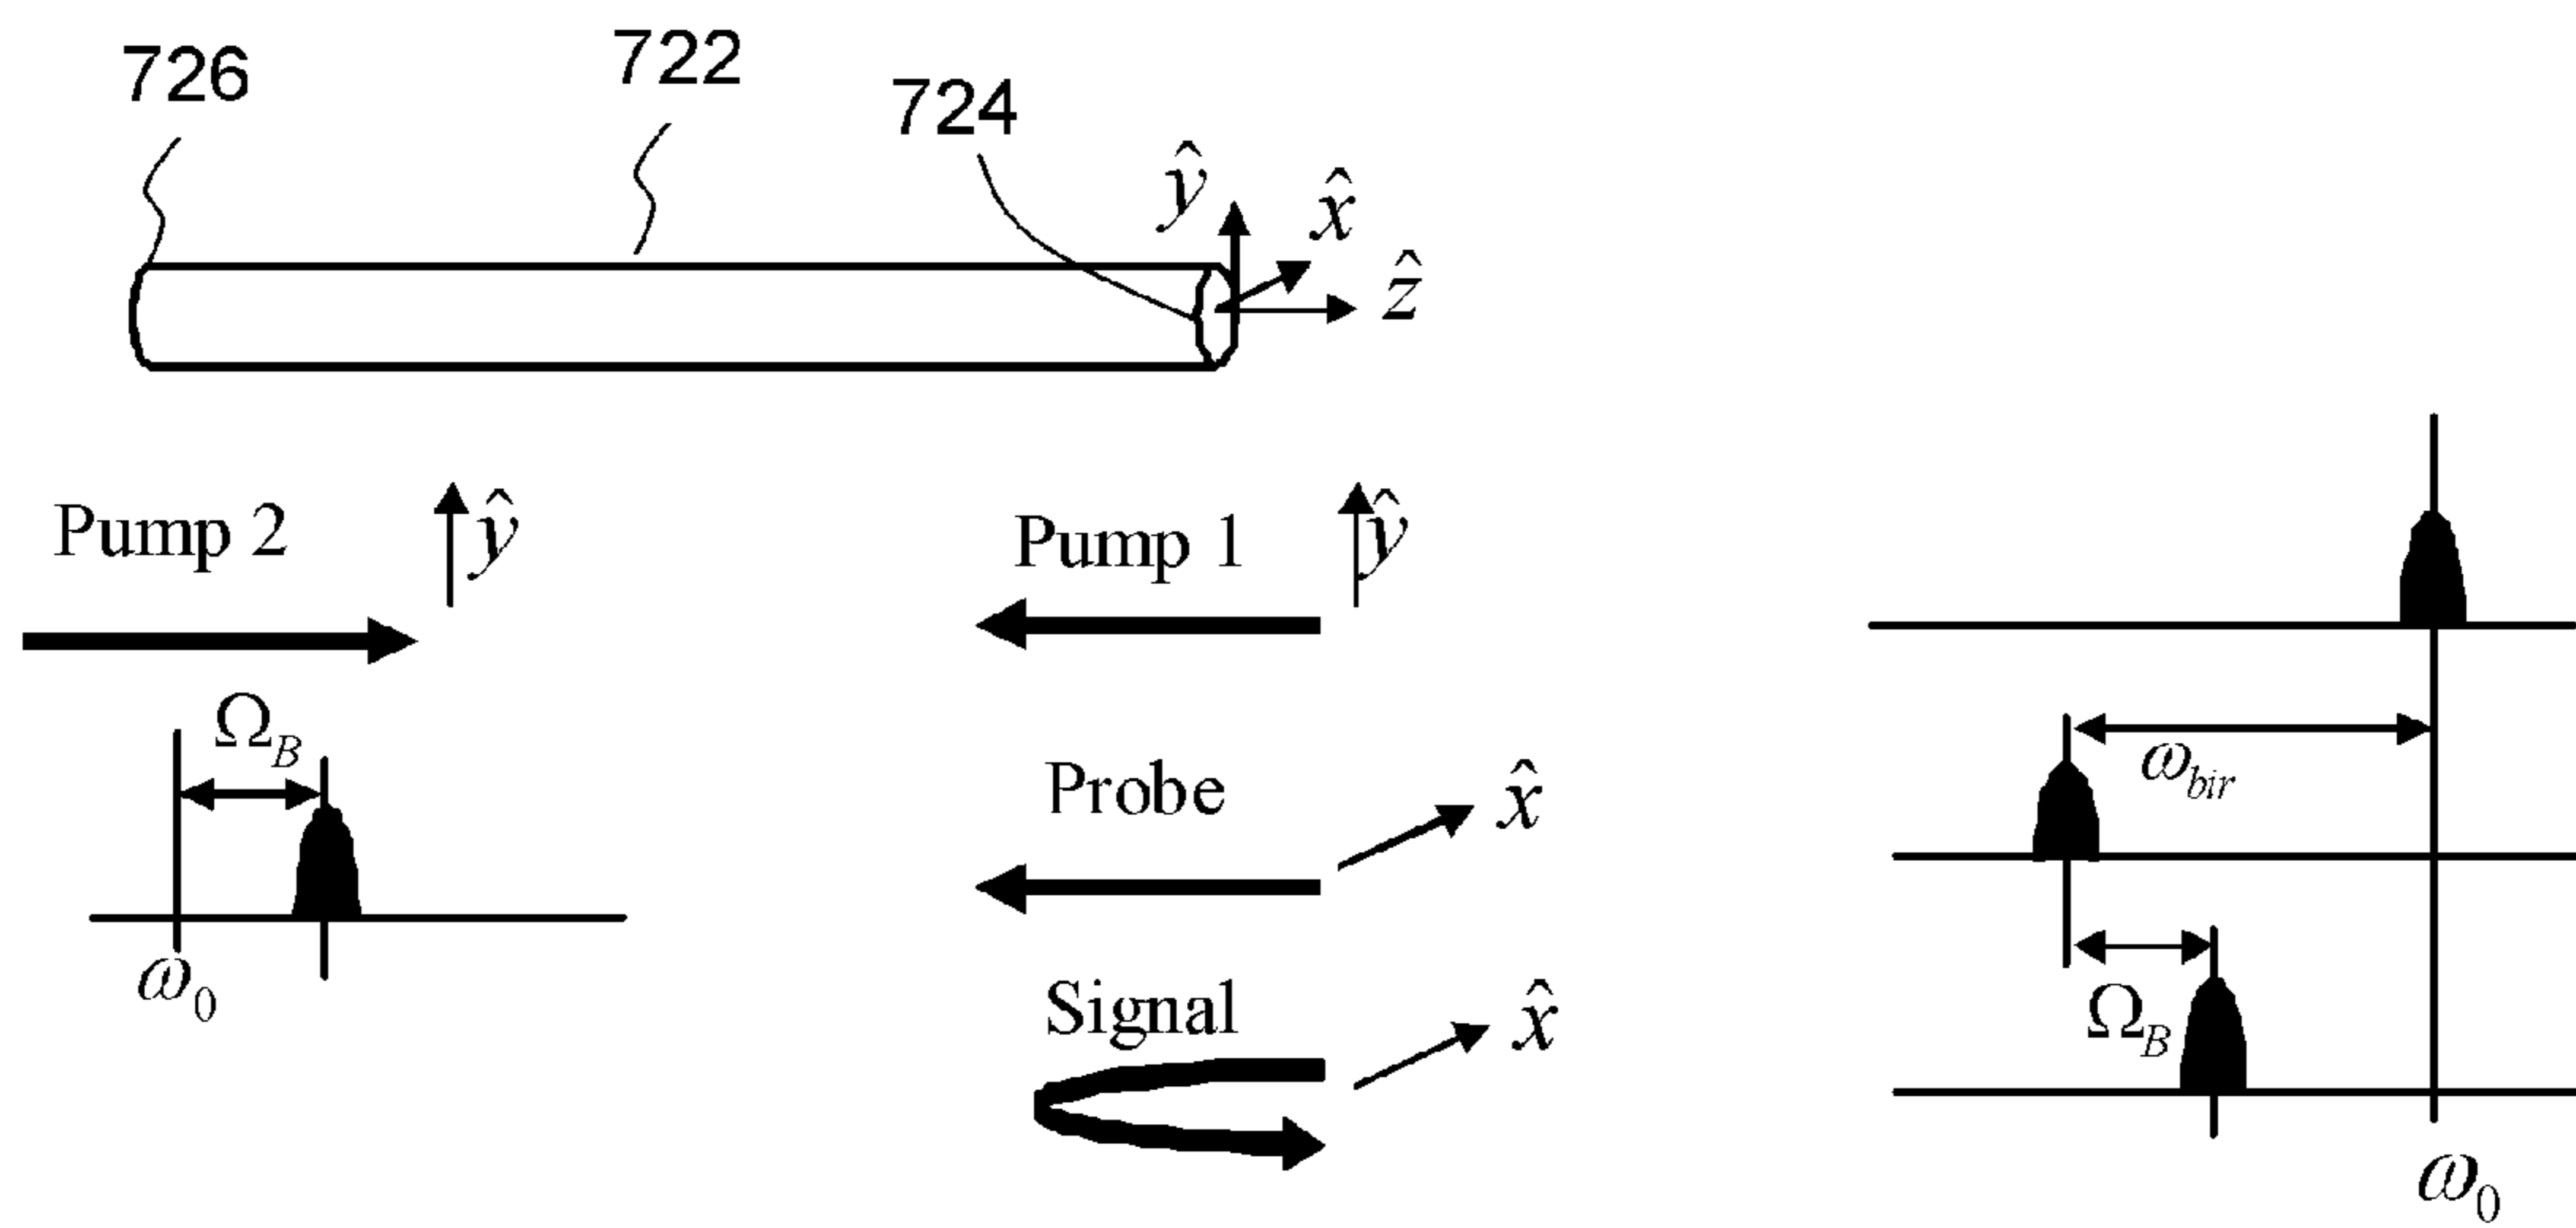 726
722
724
ŷ
x̂
ẑ
Pump 2
ŷ
Pump 1
ŷ
Ω_B
ω_0
Probe
x̂
Signal
x̂
ω_bir
Ω_B
ω_0